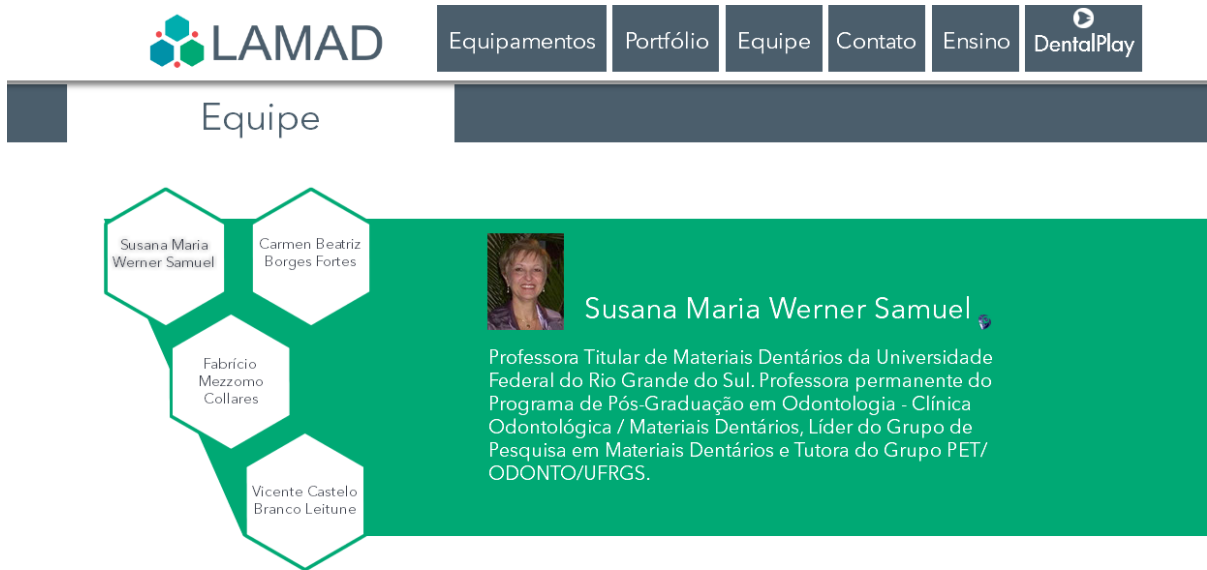 LAMAD
Equipamentos
Portfólio
Equipe
Contato
Ensino
DentalPlay
Equipe
Susana Maria
Werner Samuel
Carmen Beatriz
Borges Fortes
Fabrício
Mezzomo
Collares
Vicente Castelo
Branco Leitune
Susana Maria Werner Samuel
Professora Titular de Materiais Dentários da Universidade
Federal do Rio Grande do Sul. Professora permanente do
Programa de Pós-Graduação em Odontologia - Clínica
Odontológica / Materiais Dentários, Líder do Grupo de
Pesquisa em Materiais Dentários e Tutora do Grupo PET/
ODONTO/UFRGS.